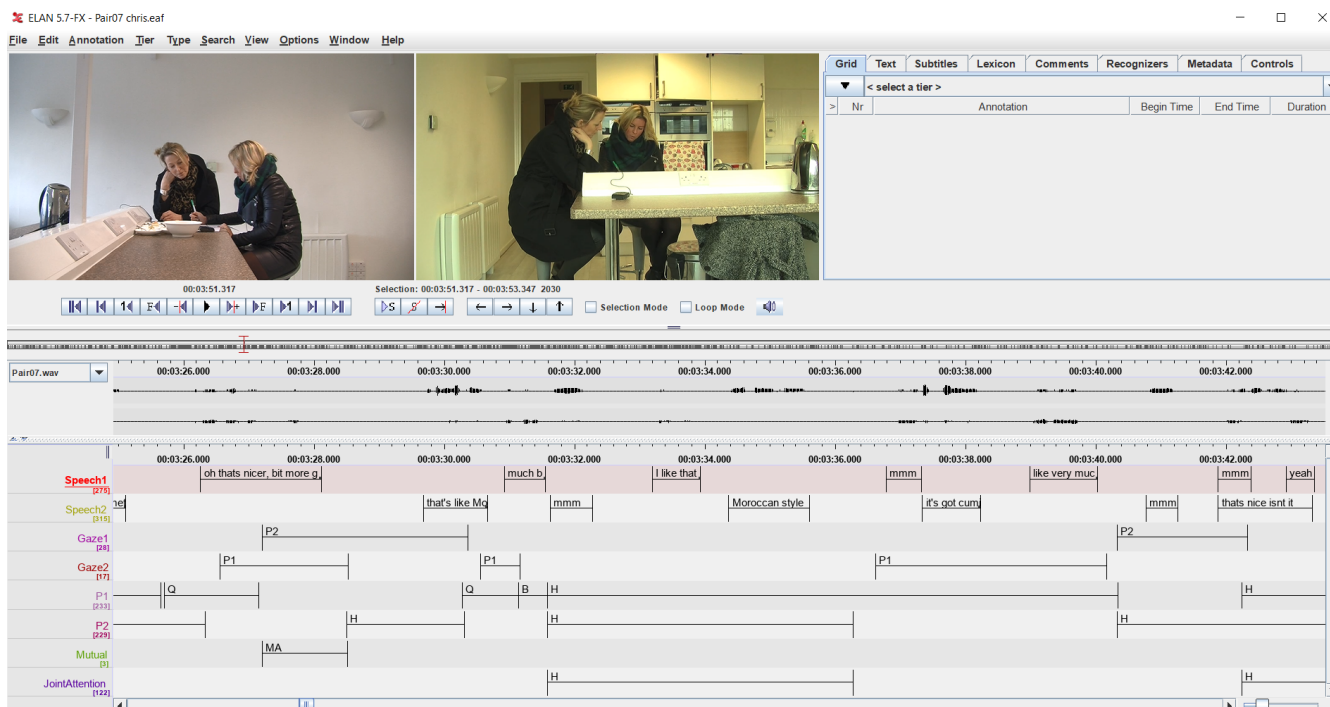 ELAN 5.7-FX - Pair07 chris.eaf
File Edit Annotation Tier Type Search View Options Window Help
Grid Text Subtitles Lexicon Comments Recognizers Metadata Controls
< select a tier >
> Nr Annotation Begin Time End Time Duration
00:03:51.317
Selection: 00:03:51.317 - 00:03:53.347 2030
1 F - + F 1 S S Selection Mode Loop Mode
Pair07.wav
00:03:26.000 00:03:28.000 00:03:30.000 00:03:32.000 00:03:34.000 00:03:36.000 00:03:38.000 00:03:40.000 00:03:42.000
00:03:26.000 00:03:28.000 00:03:30.000 00:03:32.000 00:03:34.000 00:03:36.000 00:03:38.000 00:03:40.000 00:03:42.000
Speech1 oh thats nicer, bit more g much b I like that mmm like very muc mmm yeah
[275]
Speech2 that's like Mo mmm Moroccan style it's got cum mmm thats nice isnt it
[315]
Gaze1 P2 P2
[28]
Gaze2 P1 P1 P1
[17]
P1 Q Q B H H
[233]
P2 H H H
[229]
Mutual MA
[3]
JointAttention H H
[122]